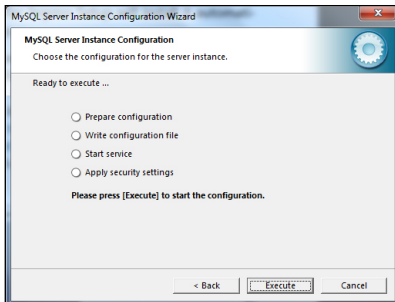 MySQL Server Instance Configuration Wizard
MySQL Server Instance Configuration
Choose the configuration for the server instance.
Ready to execute ...
Prepare configuration
Write configuration file
Start service
Apply security settings
Please press [Execute] to start the configuration.
< Back Execute Cancel